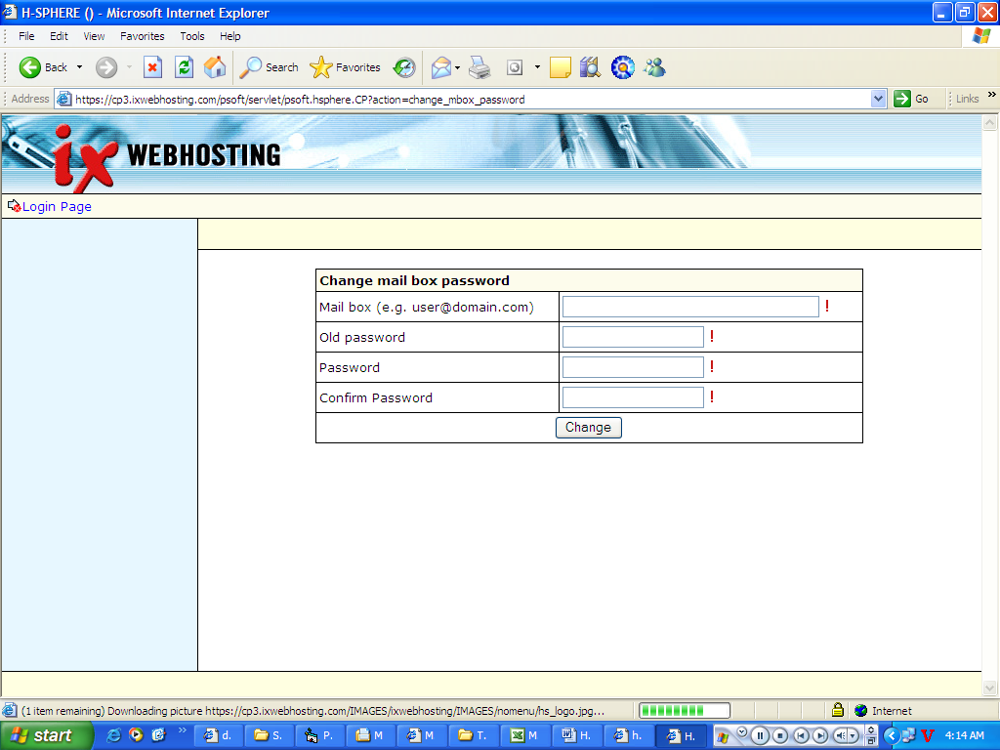 H-SPHERE () - Microsoft Internet Explorer
File Edit View Favorites Tools Help
Back Search Favorites
Address https://cp3.ixwebhosting.com/psoft/servlet/psoft.hsphere.CP?action=change_mbox_password Go Links »
ix WEBHOSTING
Login Page
Change mail box password
Mail box (e.g. user@domain.com) !
Old password !
Password !
Confirm Password !
Change
(1 item remaining) Downloading picture https://cp3.ixwebhosting.com/IMAGES/ixwebhosting/IMAGES/nomenu/hs_logo.jpg... Internet
start » d. S. P. M M T. M H. h. H. V 4:14 AM